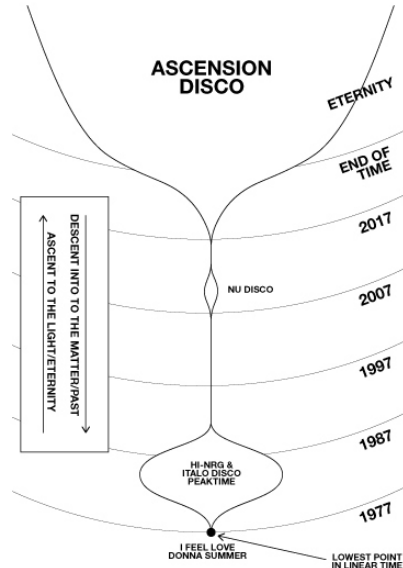 ASCENSION
DISCO
ETERNITY
END OF
TIME
2017
DESCENT INTO TO THE MATTER/PAST
ASCENT TO THE LIGHT/ETERNITY
NU DISCO
2007
1997
1987
HI-NRG &
ITALO DISCO
PEAKTIME
1977
I FEEL LOVE
DONNA SUMMER
LOWEST POINT
IN LINEAR TIME